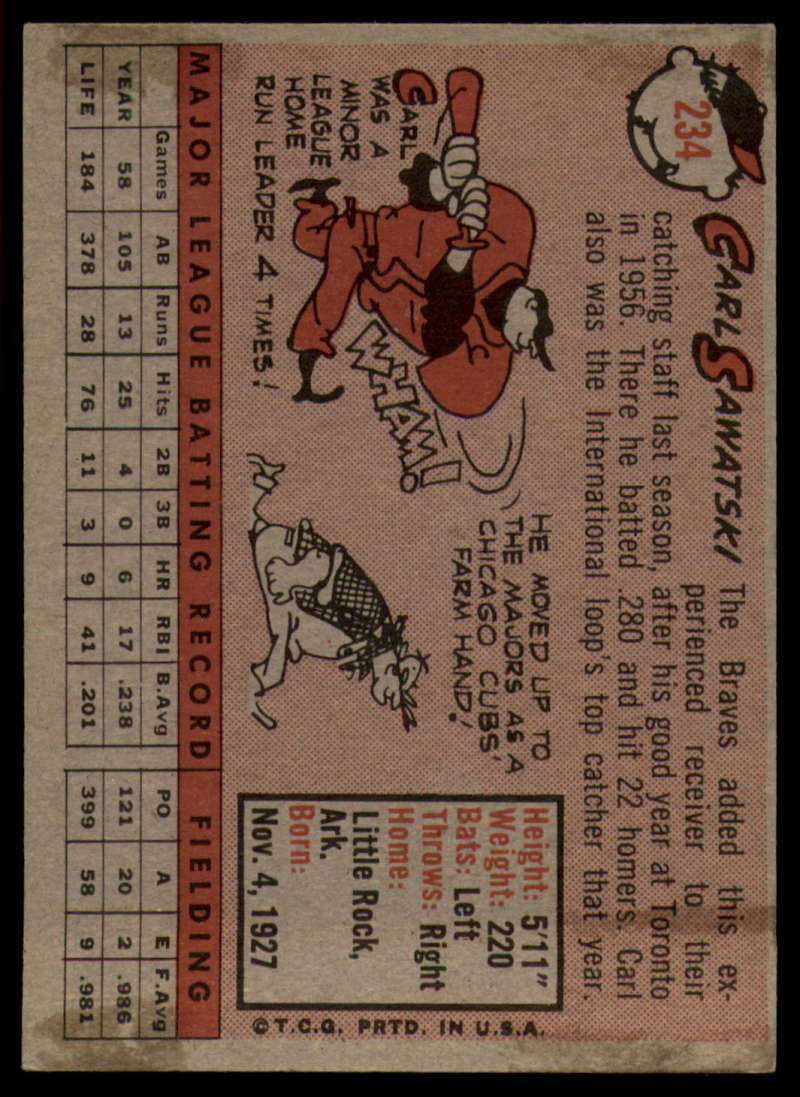 234
CARL SAWATSKI
The Braves added this ex-
perienced receiver to their
catching staff last season, after his good year at Toronto
in 1956. There he batted .280 and hit 22 homers. Carl
also was the International loop's top catcher that year.
CARL
WAS A
MINOR
LEAGUE
HOME
RUN LEADER 4 TIMES!
WHAM!
HE MOVED UP TO
THE MAJORS AS A
CHICAGO CUBS'
FARM HAND!
Height: 5'11"
Weight: 220
Bats: Left
Throws: Right
Home:
Little Rock,
Ark.
Born:
Nov. 4, 1927
©T.C.G. PRTD. IN U.S.A.
MAJOR LEAGUE BATTING RECORD FIELDING
Games AB Runs Hits 2B 3B HR RBI B.Avg PO A E F.Avg
YEAR 58 105 13 25 4 0 6 17 .238 121 20 2 .986
LIFE 184 378 28 76 11 3 9 41 .201 399 58 9 .981